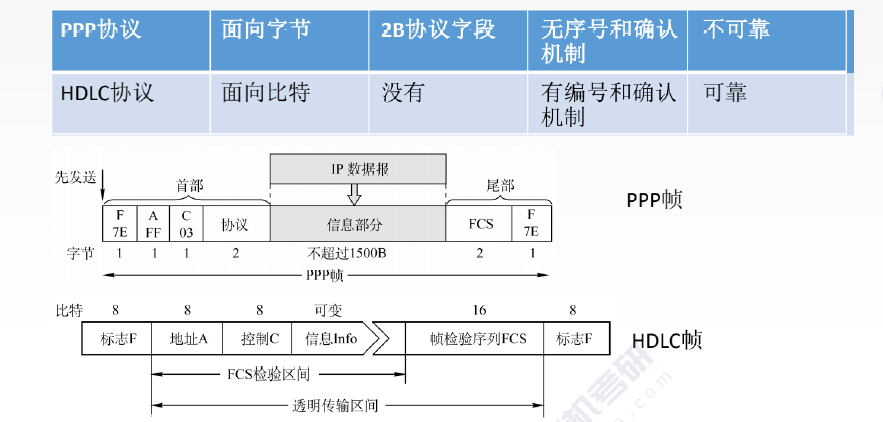 PPP协议 面向字节 2B协议字段 无序号和确认机制 不可靠
HDLC协议 面向比特 没有 有编号和确认机制 可靠
IP 数据报
先发送 首部 尾部
PPP帧
F 7E A FF C 03 协议 信息部分 FCS F 7E
字节 1 1 1 2 不超过1500B 2 1
PPP帧
比特 8 8 8 可变 16 8
标志F 地址A 控制C 信息Info 帧检验序列FCS 标志F
HDLC帧
FCS检验区间
透明传输区间
机考研